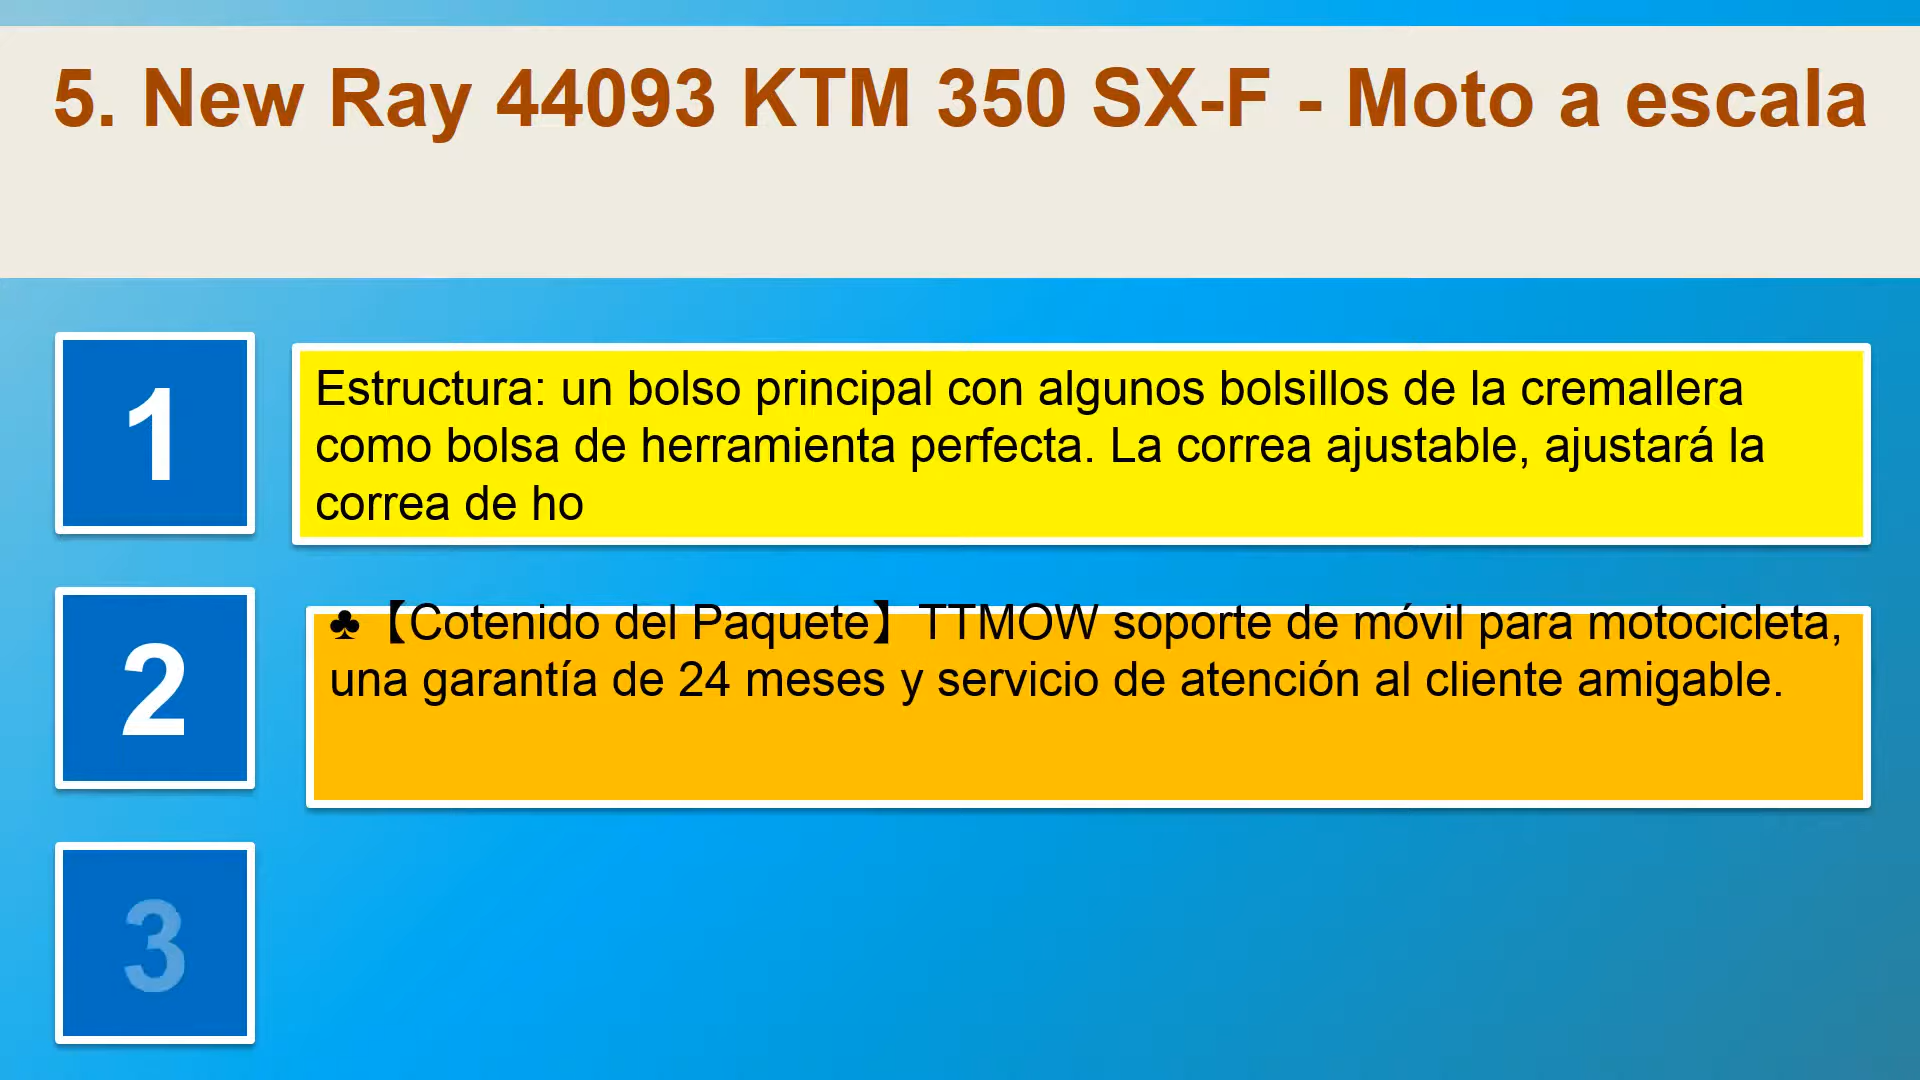 5. New Ray 44093 KTM 350 SX-F - Moto a escala
1
Estructura: un bolso principal con algunos bolsillos de la cremallera
como bolsa de herramienta perfecta. La correa ajustable, ajustará la
correa de ho
2
♣【Cotenido del Paquete】TTMOW soporte de móvil para motocicleta,
una garantía de 24 meses y servicio de atención al cliente amigable.
3